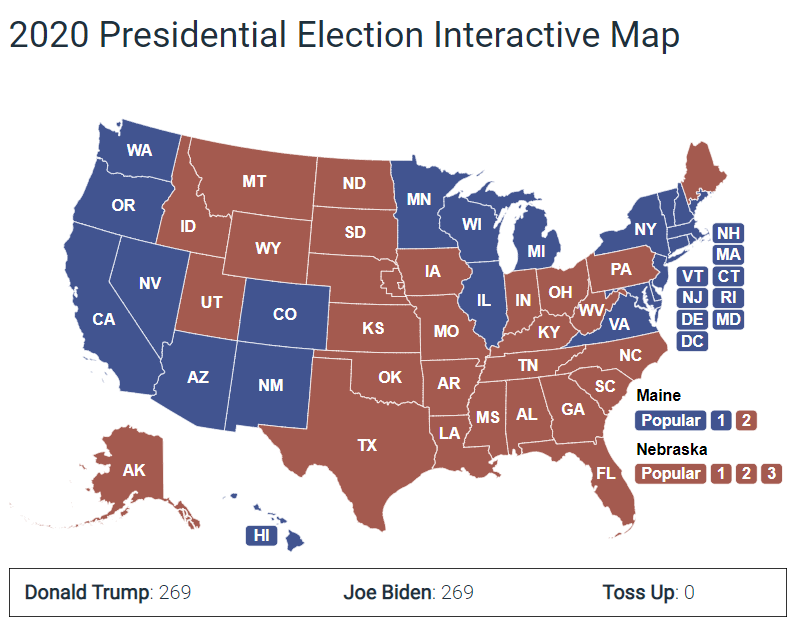 2020 Presidential Election Interactive Map
WA
MT
ND
MN
OR
ID
SD
WI
NY
NH
WY
MI
MA
IA
PA
VT CT
NV
UT
IL
IN
OH
NJ RI
CO
WV
CA
KS
MO
KY
VA
DE MD
DC
NC
TN
AZ
NM
OK
AR
SC
Maine
MS
AL
GA
Popular 1 2
LA
TX
Nebraska
AK
FL
Popular 1 2 3
HI
Donald Trump: 269 Joe Biden: 269 Toss Up: 0